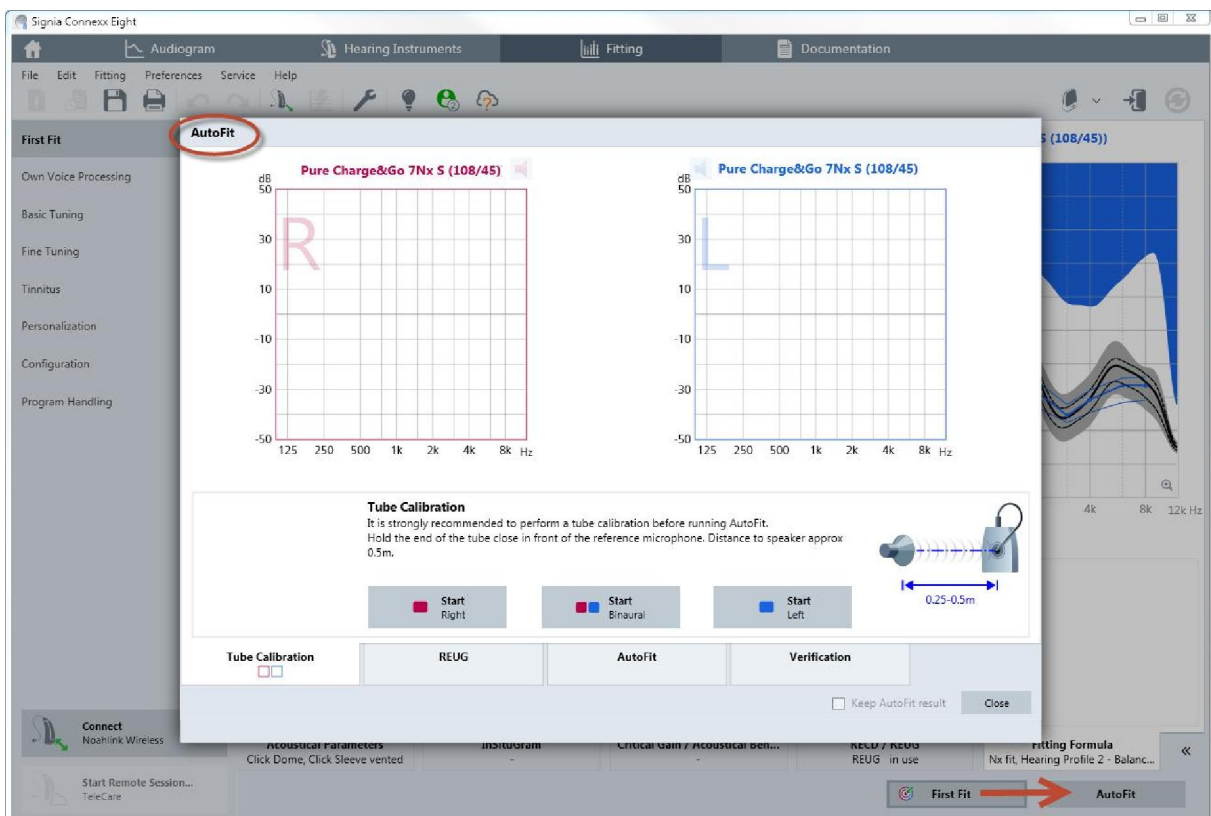 Signia Connexx Eight
Audiogram
Hearing Instruments
Fitting
Documentation
File Edit Fitting Preferences Service Help
First Fit
Own Voice Processing
Basic Tuning
Fine Tuning
Tinnitus
Personalization
Configuration
Program Handling
AutoFit
S (108/45))
Pure Charge&Go 7Nx S (108/45)
dB
50
30
10
-10
-30
-50
R
125 250 500 1k 2k 4k 8k Hz
Pure Charge&Go 7Nx S (108/45)
dB
50
30
10
-10
-30
-50
L
125 250 500 1k 2k 4k 8k Hz
4k 8k 12k Hz
Tube Calibration
It is strongly recommended to perform a tube calibration before running AutoFit.
Hold the end of the tube close in front of the reference microphone. Distance to speaker approx
0.5m.
0.25-0.5m
Start
Right
Start
Binaural
Start
Left
Tube Calibration
REUG
AutoFit
Verification
Keep AutoFit result
Close
Connect
Noahlink Wireless
Start Remote Session...
TeleCare
Acoustical Parameters
Click Dome, Click Sleeve vented
InSituGram
-
Critical Gain / Acoustical Ben...
-
RECD / REUG
REUG in use
Fitting Formula
Nx fit, Hearing Profile 2 - Balanc...
«
First Fit
AutoFit